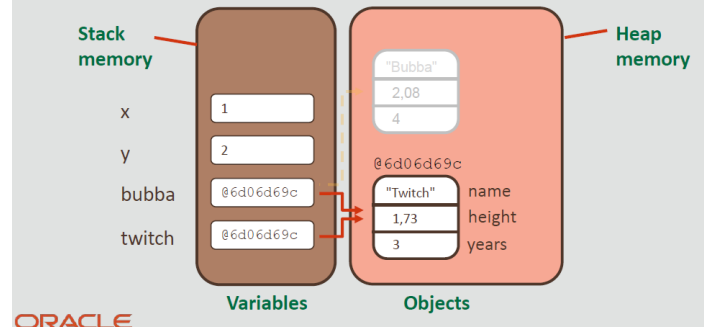 Stack
memory
Heap
memory
"Bubba"
2,08
4
x
1
y
2
@6d06d69c
bubba
@6d06d69c
"Twitch"
name
1,73
height
twitch
@6d06d69c
3
years
Variables
Objects
ORACLE